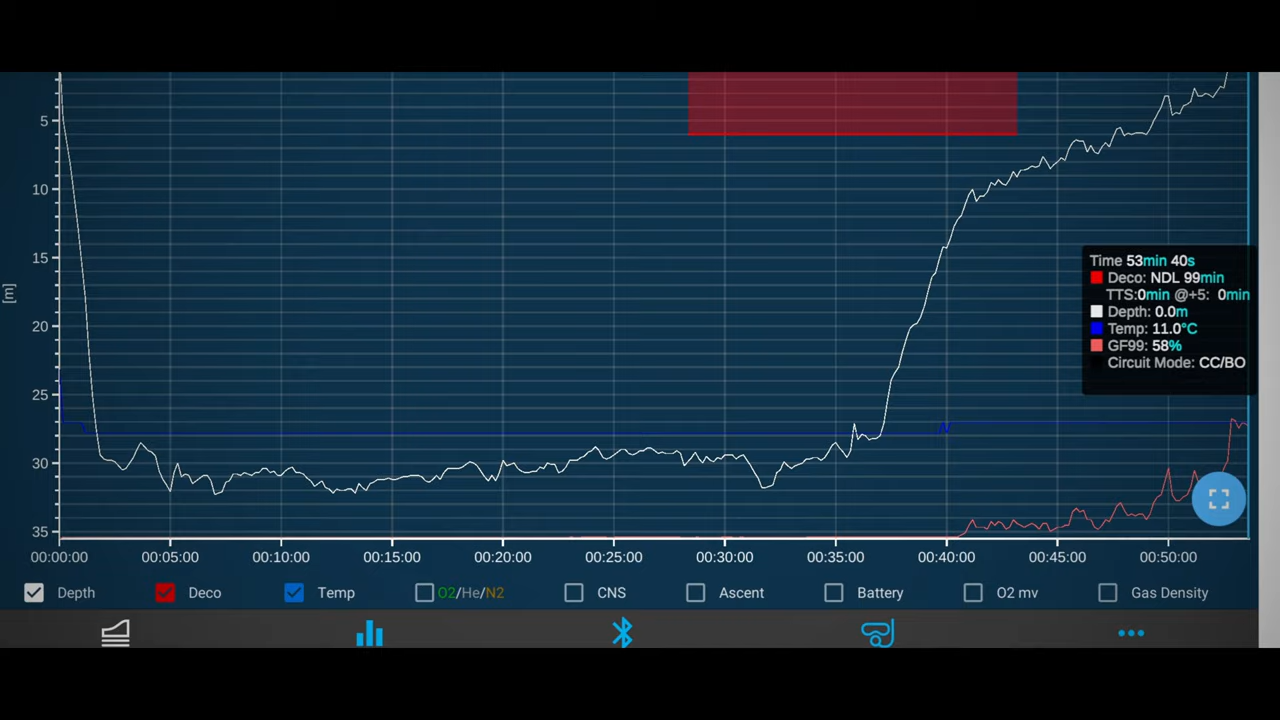 5
10
15
[m]
20
25
30
35
Time 53min 40s
Deco: NDL 99min
TTS:0min @+5: 0min
Depth: 0.0m
Temp: 11.0°C
GF99: 58%
Circuit Mode: CC/BO
00:00:00 00:05:00 00:10:00 00:15:00 00:20:00 00:25:00 00:30:00 00:35:00 00:40:00 00:45:00 00:50:00
Depth Deco Temp O2/He/N2 CNS Ascent Battery O2 mv Gas Density